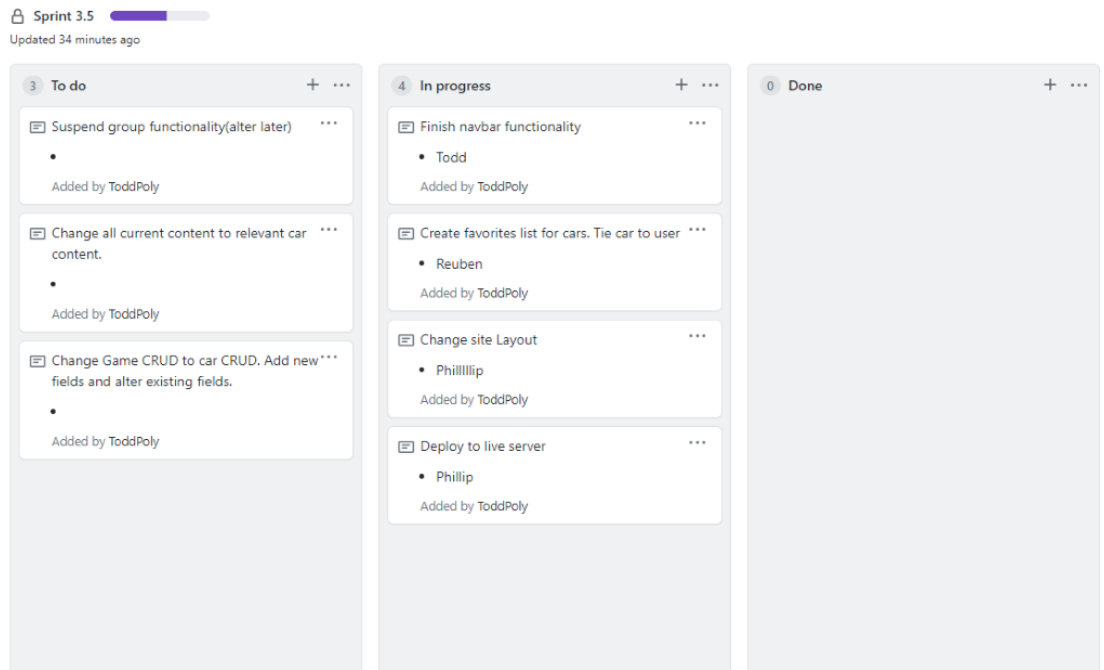 Sprint 3.5
Updated 34 minutes ago
3 To do
Suspend group functionality(alter later)
Added by ToddPoly
Change all current content to relevant car
content.
Added by ToddPoly
Change Game CRUD to car CRUD. Add new
fields and alter existing fields.
Added by ToddPoly
4 In progress
Finish navbar functionality
• Todd
Added by ToddPoly
Create favorites list for cars. Tie car to user
• Reuben
Added by ToddPoly
Change site Layout
• Phillllip
Added by ToddPoly
Deploy to live server
• Phillip
Added by ToddPoly
0 Done